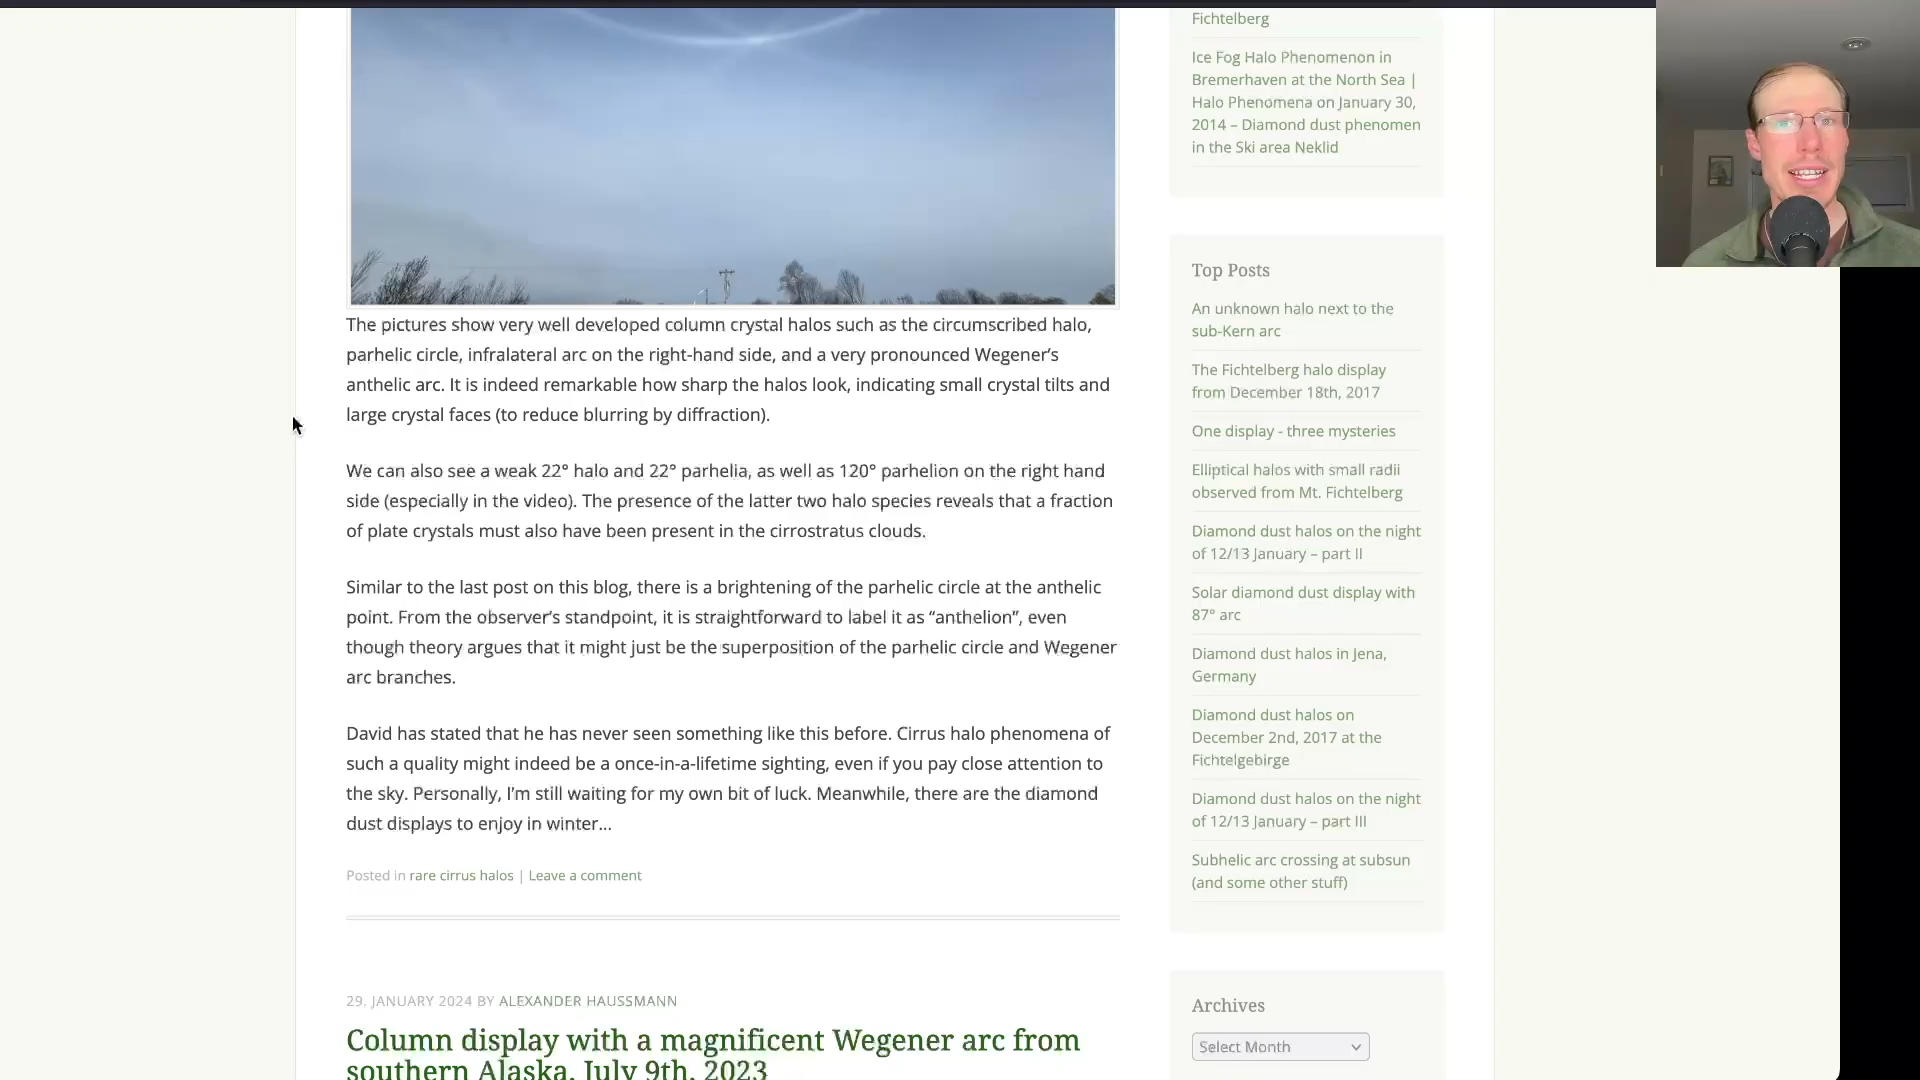 The pictures show very well developed column crystal halos such as the circumscribed halo,
parhelic circle, infralateral arc on the right-hand side, and a very pronounced Wegener’s
anthelic arc. It is indeed remarkable how sharp the halos look, indicating small crystal tilts and
large crystal faces (to reduce blurring by diffraction).
We can also see a weak 22° halo and 22° parhelia, as well as 120° parhelion on the right hand
side (especially in the video). The presence of the latter two halo species reveals that a fraction
of plate crystals must also have been present in the cirrostratus clouds.
Similar to the last post on this blog, there is a brightening of the parhelic circle at the anthelic
point. From the observer’s standpoint, it is straightforward to label it as “anthelion”, even
though theory argues that it might just be the superposition of the parhelic circle and Wegener
arc branches.
David has stated that he has never seen something like this before. Cirrus halo phenomena of
such a quality might indeed be a once-in-a-lifetime sighting, even if you pay close attention to
the sky. Personally, I’m still waiting for my own bit of luck. Meanwhile, there are the diamond
dust displays to enjoy in winter…
Posted in rare cirrus halos | Leave a comment
29. JANUARY 2024 BY ALEXANDER HAUSSMANN
Column display with a magnificent Wegener arc from
southern Alaska, July 9th, 2023
Fichtelberg
Ice Fog Halo Phenomenon in
Bremerhaven at the North Sea |
Halo Phenomena on January 30,
2014 – Diamond dust phenomen
in the Ski area Neklid
Top Posts
An unknown halo next to the
sub-Kern arc
The Fichtelberg halo display
from December 18th, 2017
One display - three mysteries
Elliptical halos with small radii
observed from Mt. Fichtelberg
Diamond dust halos on the night
of 12/13 January – part II
Solar diamond dust display with
87° arc
Diamond dust halos in Jena,
Germany
Diamond dust halos on
December 2nd, 2017 at the
Fichtelgebirge
Diamond dust halos on the night
of 12/13 January – part III
Subhelic arc crossing at subsun
(and some other stuff)
Archives
Select Month